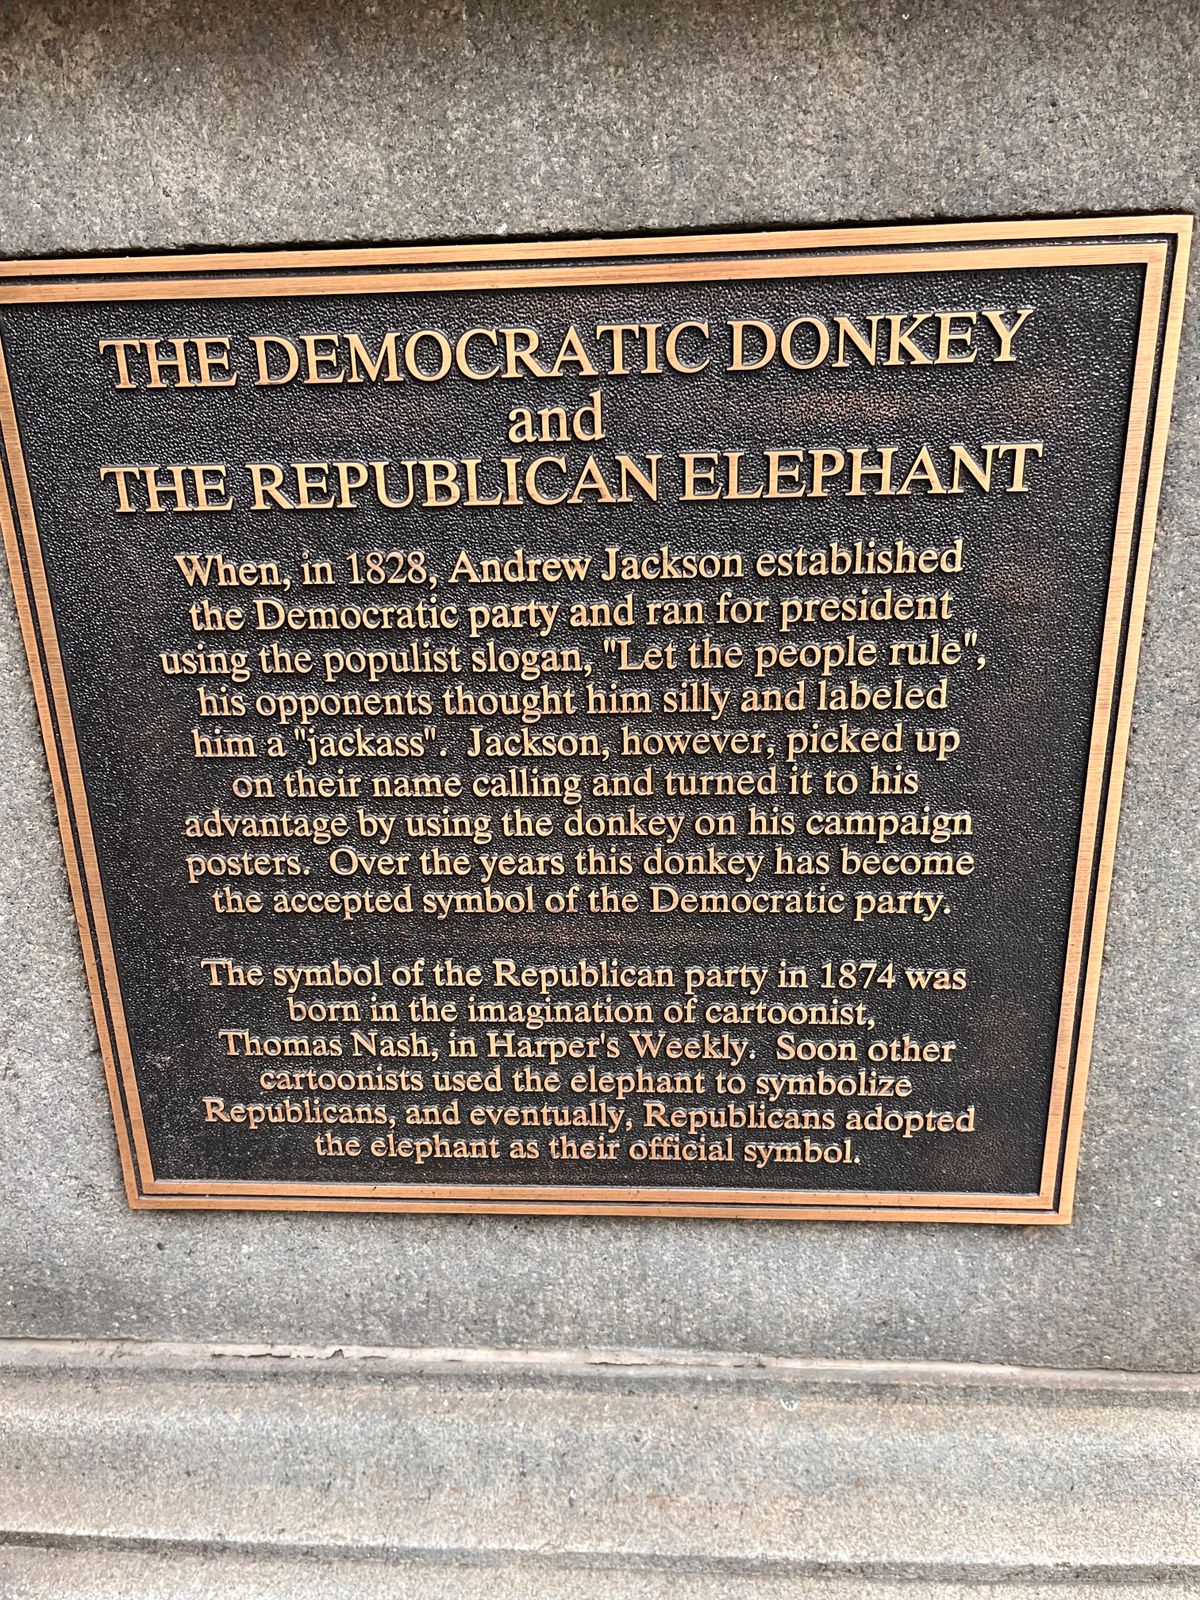 THE DEMOCRATIC DONKEY
and
THE REPUBLICAN ELEPHANT
When, in 1828, Andrew Jackson established
the Democratic party and ran for president
using the populist slogan, "Let the people rule",
his opponents thought him silly and labeled
him a "jackass".  Jackson, however, picked up
on their name calling and turned it to his
advantage by using the donkey on his campaign
posters.  Over the years this donkey has become
the accepted symbol of the Democratic party.
The symbol of the Republican party in 1874 was
born in the imagination of cartoonist,
Thomas Nash, in Harper's Weekly.  Soon other
cartoonists used the elephant to symbolize
Republicans, and eventually, Republicans adopted
the elephant as their official symbol.